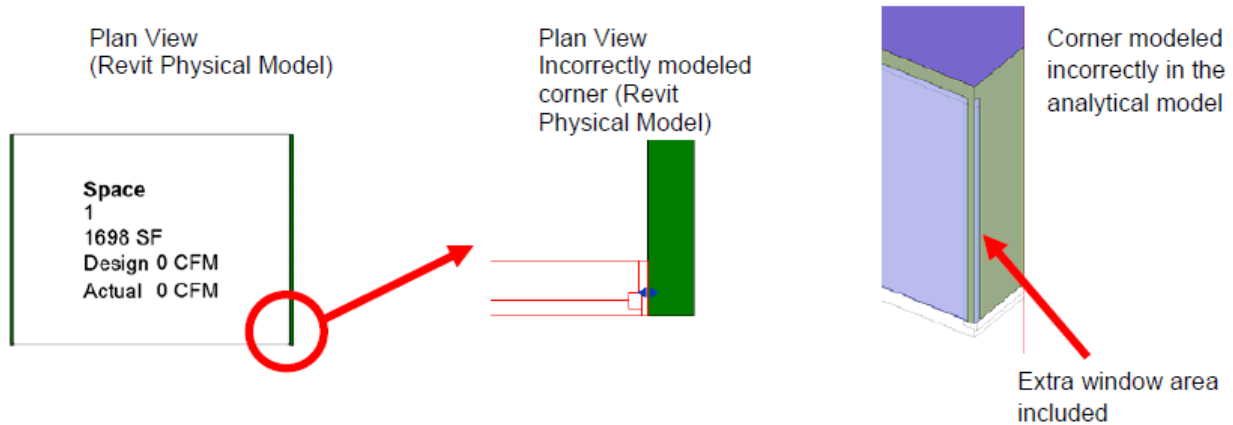 Plan View
(Revit Physical Model)
Space
1
1698 SF
Design 0 CFM
Actual 0 CFM
Plan View
Incorrectly modeled
corner (Revit
Physical Model)
Corner modeled
incorrectly in the
analytical model
Extra window area
included